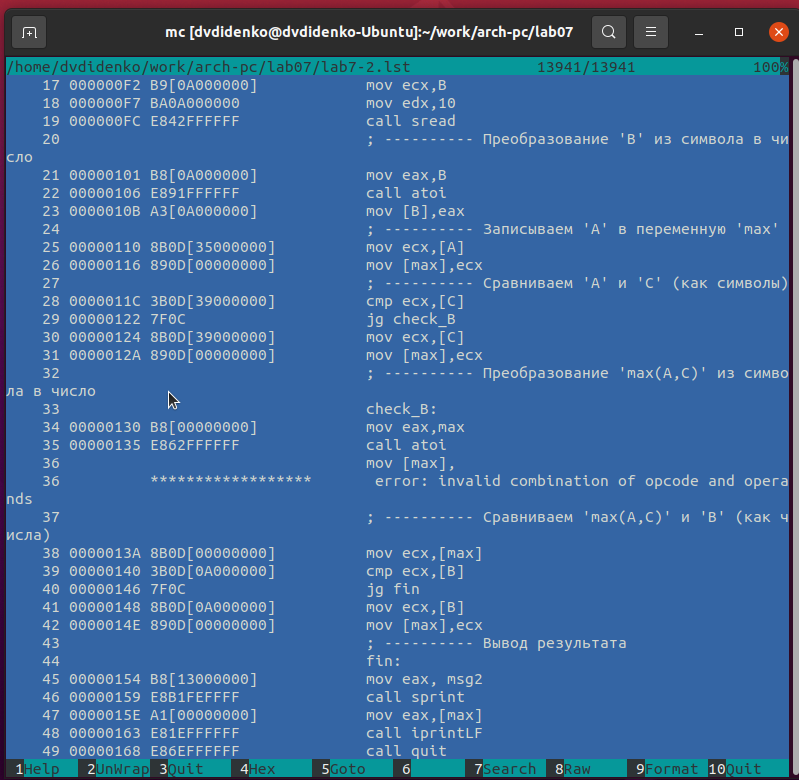 mc [dvdidenko@dvdidenko-Ubuntu]:~/work/arch-pc/lab07
/home/dvdidenko/work/arch-pc/lab07/lab7-2.lst 13941/13941 100%
17 000000F2 B9[0A000000] mov ecx,B
18 000000F7 BA0A000000 mov edx,10
19 000000FC E842FFFFFF call sread
20 ; ---------- Преобразование 'B' из символа в чи
сло
21 00000101 B8[0A000000] mov eax,B
22 00000106 E891FFFFFF call atoi
23 0000010B A3[0A000000] mov [B],eax
24 ; ---------- Записываем 'A' в переменную 'max'
25 00000110 8B0D[35000000] mov ecx,[A]
26 00000116 890D[00000000] mov [max],ecx
27 ; ---------- Сравниваем 'A' и 'С' (как символы)
28 0000011C 3B0D[39000000] cmp ecx,[C]
29 00000122 7F0C jg check_B
30 00000124 8B0D[39000000] mov ecx,[C]
31 0000012A 890D[00000000] mov [max],ecx
32 ; ---------- Преобразование 'max(A,C)' из симво
ла в число
33 check_B:
34 00000130 B8[00000000] mov eax,max
35 00000135 E862FFFFFF call atoi
36 mov [max],
36 ****************** error: invalid combination of opcode and opera
nds
37 ; ---------- Сравниваем 'max(A,C)' и 'B' (как ч
исла)
38 0000013A 8B0D[00000000] mov ecx,[max]
39 00000140 3B0D[0A000000] cmp ecx,[B]
40 00000146 7F0C jg fin
41 00000148 8B0D[0A000000] mov ecx,[B]
42 0000014E 890D[00000000] mov [max],ecx
43 ; ---------- Вывод результата
44 fin:
45 00000154 B8[13000000] mov eax, msg2
46 00000159 E8B1FEFFFF call sprint
47 0000015E A1[00000000] mov eax,[max]
48 00000163 E81EFFFFFF call iprintLF
49 00000168 E86EFFFFFF call quit
1Help 2UnWrap 3Quit 4Hex 5Goto 6 7Search 8Raw 9Format 10Quit